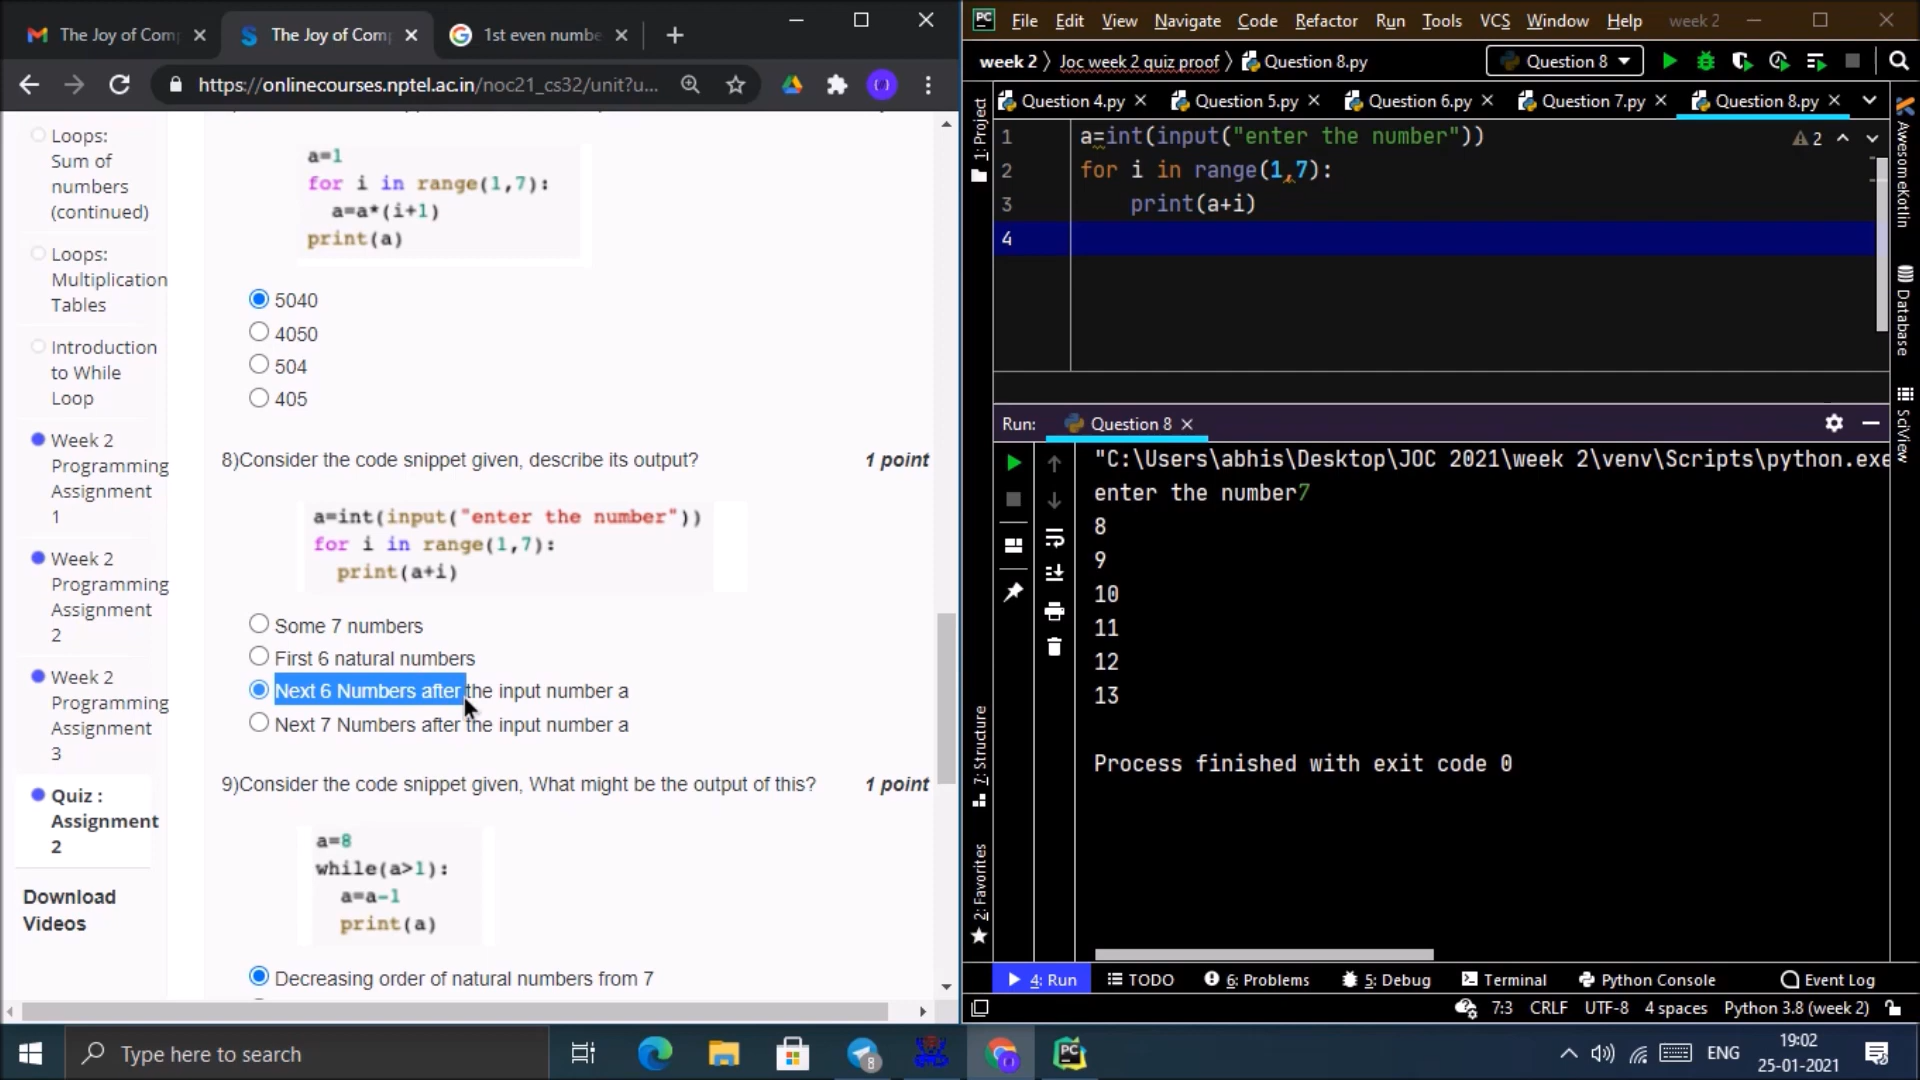 The Joy of Comp
The Joy of Comp
1st even numbe
https://onlinecourses.nptel.ac.in/noc21_cs32/unit?u...
Loops:
Sum of
numbers
(continued)
Loops:
Multiplication
Tables
Introduction
to While
Loop
Week 2
Programming
Assignment
1
Week 2
Programming
Assignment
2
Week 2
Programming
Assignment
3
Quiz :
Assignment
2
Download
Videos
a=1
for i in range(1,7):
a=a*(i+1)
print(a)
5040
4050
504
405
8)Consider the code snippet given, describe its output?
1 point
a=int(input("enter the number"))
for i in range(1,7):
print(a+i)
Some 7 numbers
First 6 natural numbers
Next 6 Numbers after the input number a
Next 7 Numbers after the input number a
9)Consider the code snippet given, What might be the output of this?
1 point
a=8
while(a>1):
a=a-1
print(a)
Decreasing order of natural numbers from 7
PC File Edit View Navigate Code Refactor Run Tools VCS Window Help week 2
week 2 Joc week 2 quiz proof Question 8.py
Question 8
Question 4.py Question 5.py Question 6.py Question 7.py Question 8.py
1: Project
1 a=int(input("enter the number"))
2 for i in range(1,7):
3 print(a+i)
4
2
AwesomeKotlin
Database
SciView
Run: Question 8
"C:\Users\abhis\Desktop\JOC 2021\week 2\venv\Scripts\python.exe
enter the number7
8
9
10
11
12
13
Process finished with exit code 0
7: Structure
2: Favorites
4: Run TODO 6: Problems 5: Debug Terminal Python Console Event Log
7:3 CRLF UTF-8 4 spaces Python 3.8 (week 2)
Type here to search
8
PC
ENG
19:02
25-01-2021